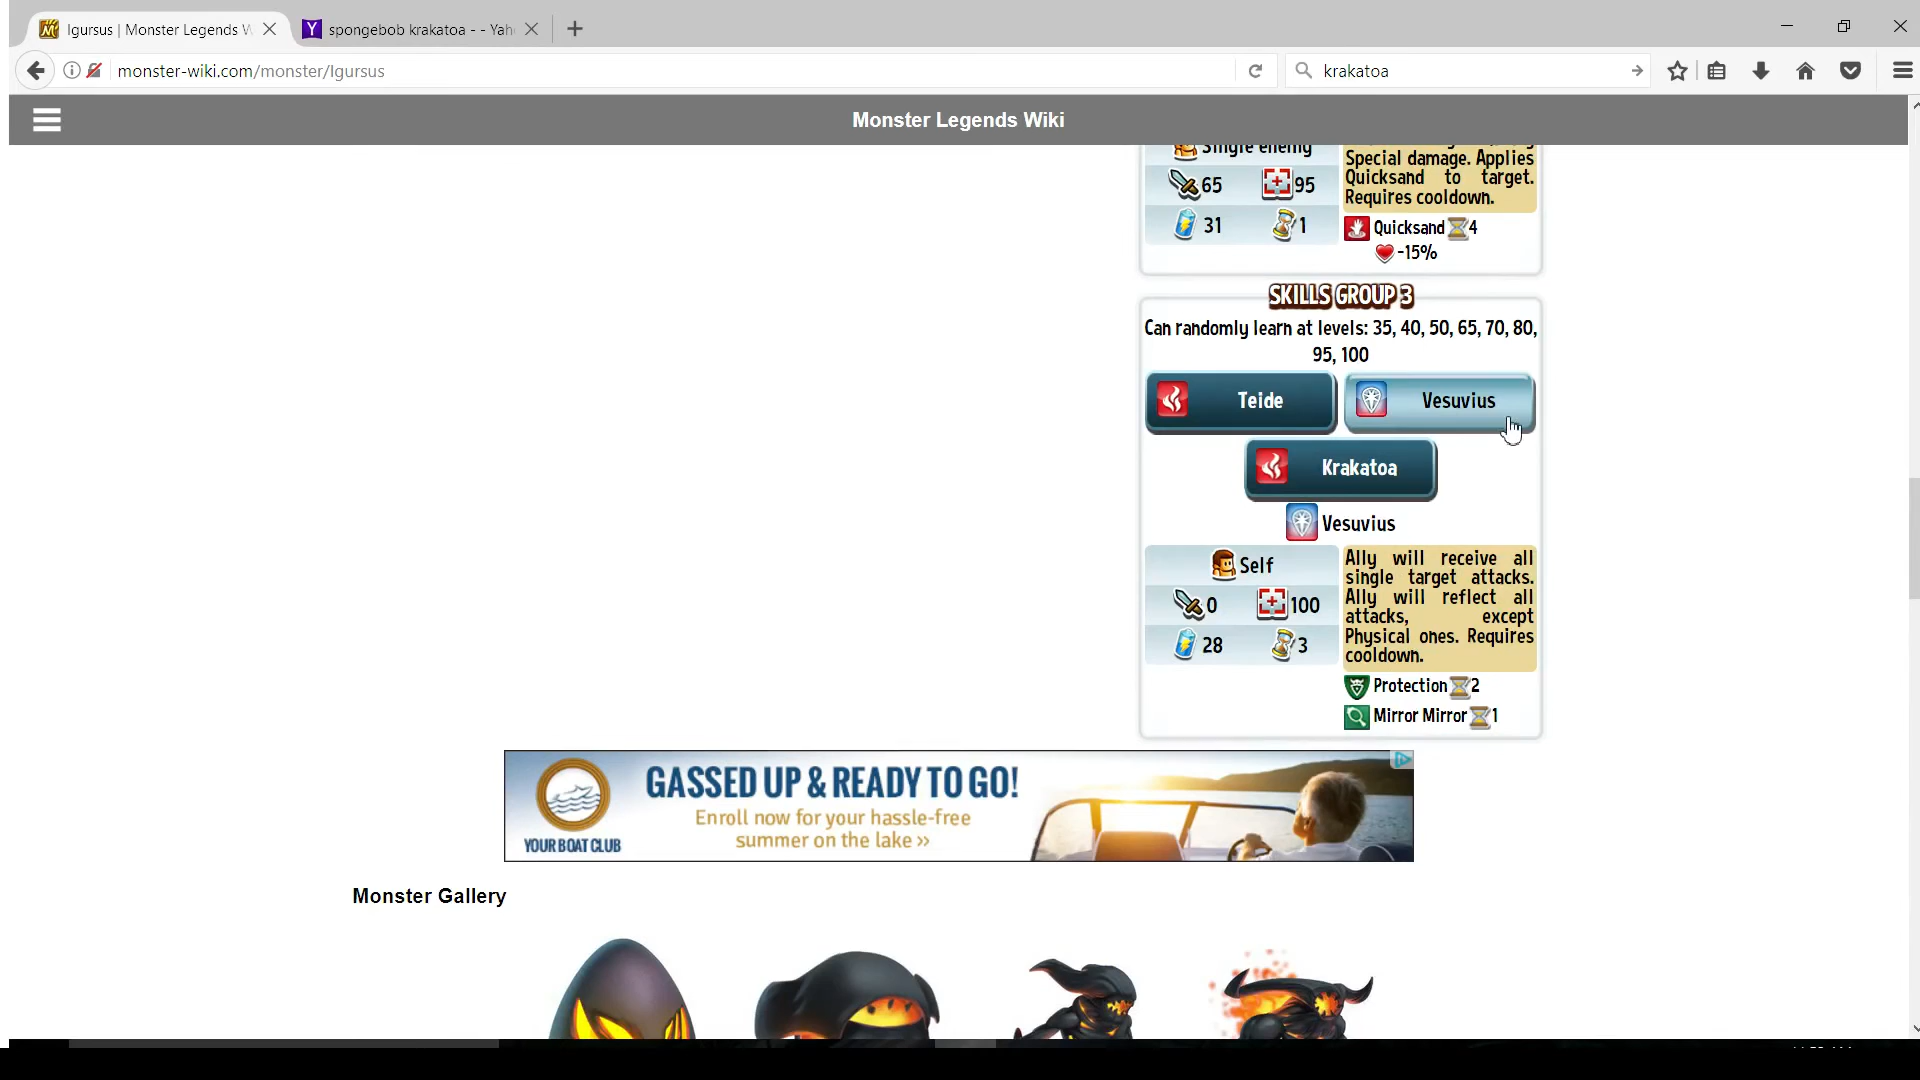 Igursus | Monster Legends W
spongebob krakatoa - - Yah
monster-wiki.com/monster/Igursus
krakatoa
Monster Legends Wiki
Single enemy
65 95
31 1
Special damage. Applies
Quicksand to target.
Requires cooldown.
Quicksand 4
-15%
SKILLS GROUP 3
Can randomly learn at levels: 35, 40, 50, 65, 70, 80,
95, 100
Teide
Vesuvius
Krakatoa
Vesuvius
Self
0 100
28 3
Ally will receive all
single target attacks.
Ally will reflect all
attacks, except
Physical ones. Requires
cooldown.
Protection 2
Mirror Mirror 1
YOUR BOAT CLUB
GASSED UP & READY TO GO!
Enroll now for your hassle-free
summer on the lake >>
Monster Gallery